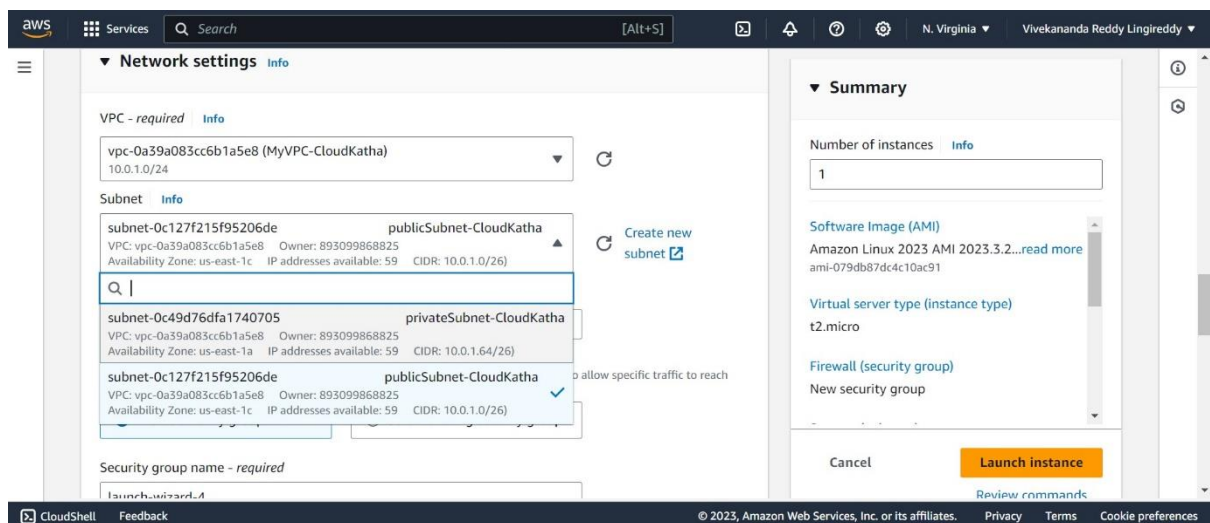 aws
Services
Search
[Alt+S]
N. Virginia
Vivekananda Reddy Lingireddy
Network settings Info
VPC - required Info
vpc-0a39a083cc6b1a5e8 (MyVPC-CloudKatha)
10.0.1.0/24
Subnet Info
subnet-0c127f215f95206de publicSubnet-CloudKatha
VPC: vpc-0a39a083cc6b1a5e8 Owner: 893099868825
Availability Zone: us-east-1c IP addresses available: 59 CIDR: 10.0.1.0/26)
Create new
subnet
subnet-0c49d76dfa1740705 privateSubnet-CloudKatha
VPC: vpc-0a39a083cc6b1a5e8 Owner: 893099868825
Availability Zone: us-east-1a IP addresses available: 59 CIDR: 10.0.1.64/26)
subnet-0c127f215f95206de publicSubnet-CloudKatha
VPC: vpc-0a39a083cc6b1a5e8 Owner: 893099868825
Availability Zone: us-east-1c IP addresses available: 59 CIDR: 10.0.1.0/26)
allow specific traffic to reach
Security group name - required
launch-wizard-4
Summary
Number of instances Info
1
Software Image (AMI)
Amazon Linux 2023 AMI 2023.3.2...read more
ami-079db87dc4c10ac91
Virtual server type (instance type)
t2.micro
Firewall (security group)
New security group
Cancel
Launch instance
Review commands
CloudShell
Feedback
© 2023, Amazon Web Services, Inc. or its affiliates.
Privacy
Terms
Cookie preferences